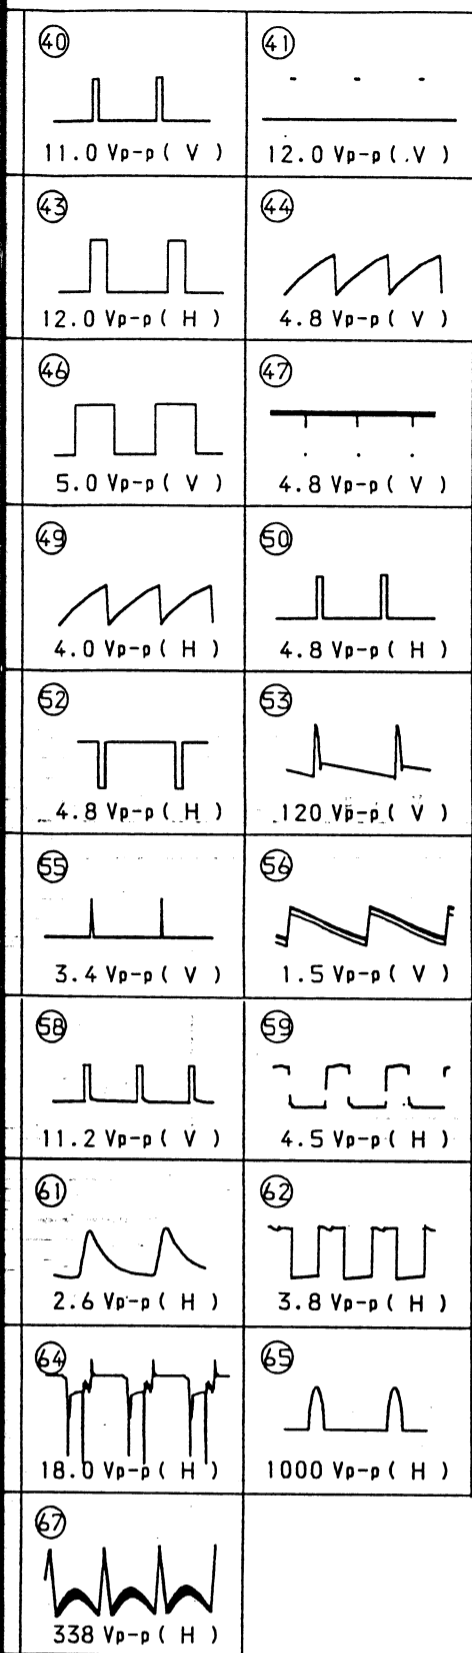 40
11.0 Vp-p ( V )
41
12.0 Vp-p ( V )
43
12.0 Vp-p ( H )
44
4.8 Vp-p ( V )
46
5.0 Vp-p ( V )
47
4.8 Vp-p ( V )
49
4.0 Vp-p ( H )
50
4.8 Vp-p ( H )
52
4.8 Vp-p ( H )
53
120 Vp-p ( V )
55
3.4 Vp-p ( V )
56
1.5 Vp-p ( V )
58
11.2 Vp-p ( V )
59
4.5 Vp-p ( H )
61
2.6 Vp-p ( H )
62
3.8 Vp-p ( H )
64
18.0 Vp-p ( H )
65
1000 Vp-p ( H )
67
338 Vp-p ( H )